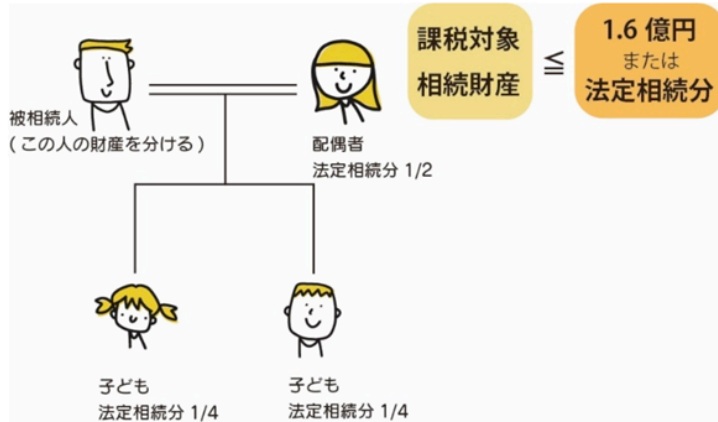 課税対象
相続財産
≦
1.6 億円
または
法定相続分
被相続人
( この人の財産を分ける )
配偶者
法定相続分 1/2
子ども
法定相続分 1/4
子ども
法定相続分 1/4